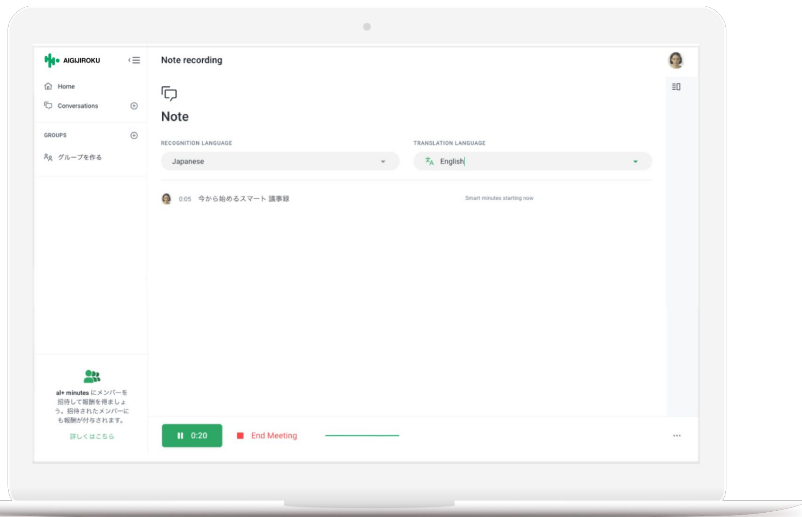 AIGIJIROKU
Home
Conversations
GROUPS
グループを作る
al+ minutes にメンバーを
招待して報酬を得ましょ
う。招待されたメンバーに
も報酬が付与されます。
詳しくはこちら
Note recording
Note
RECOGNITION LANGUAGE
TRANSLATION LANGUAGE
Japanese
English
0:05 今から始めるスマート 議事録
Smart minutes starting now
0:20
End Meeting